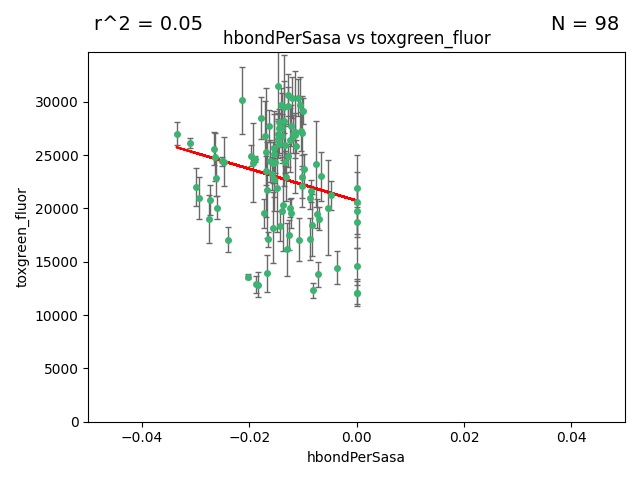 r^2 = 0.05
N = 98
hbondPerSasa vs toxgreen_fluor
30000
25000
20000
15000
10000
5000
0
toxgreen_fluor
−0.04
−0.02
0.00
0.02
0.04
hbondPerSasa